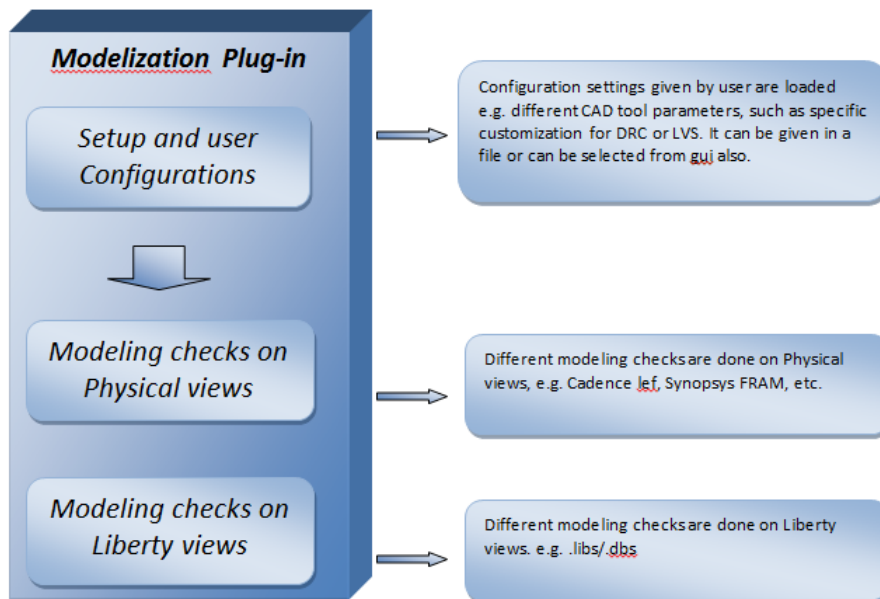 Modelization Plug-in
Setup and user
Configurations
Configuration settings given by user are loaded
e.g. different CAD tool parameters, such as specific
customization for DRC or LVS. It can be given in a
file or can be selected from gui also.
Modeling checks on
Physical views
Different modeling checks are done on Physical
views, e.g. Cadence lef, Synopsys FRAM, etc.
Modeling checks on
Liberty views
Different modeling checks are done on Liberty
views. e.g. .libs/.dbs